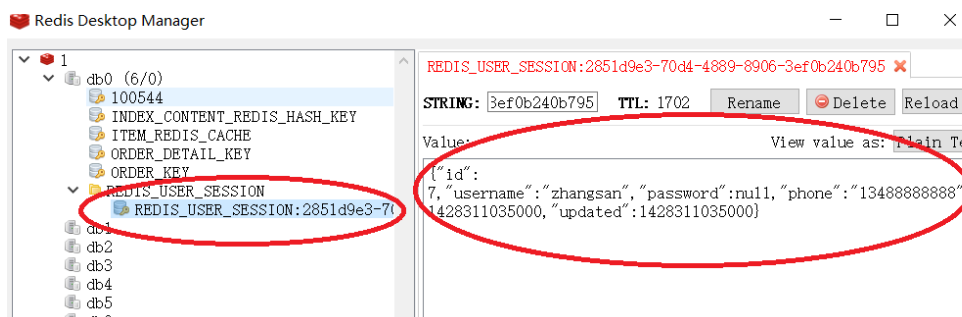 Redis Desktop Manager
1
db0 (6/0)
100544
INDEX_CONTENT_REDIS_HASH_KEY
ITEM_REDIS_CACHE
ORDER_DETAIL_KEY
ORDER_KEY
REDIS_USER_SESSION
REDIS_USER_SESSION:2851d9e3-70
db1
db2
db3
db4
db5
REDIS_USER_SESSION:2851d9e3-70d4-4889-8906-3ef0b240b795
STRING: 3ef0b240b795 TTL: 1702 Rename Delete Reload
Value: View value as: Plain Te
{"id":
7,"username":"zhangsan","password":null,"phone":"13488888888"
1428311035000,"updated":1428311035000}